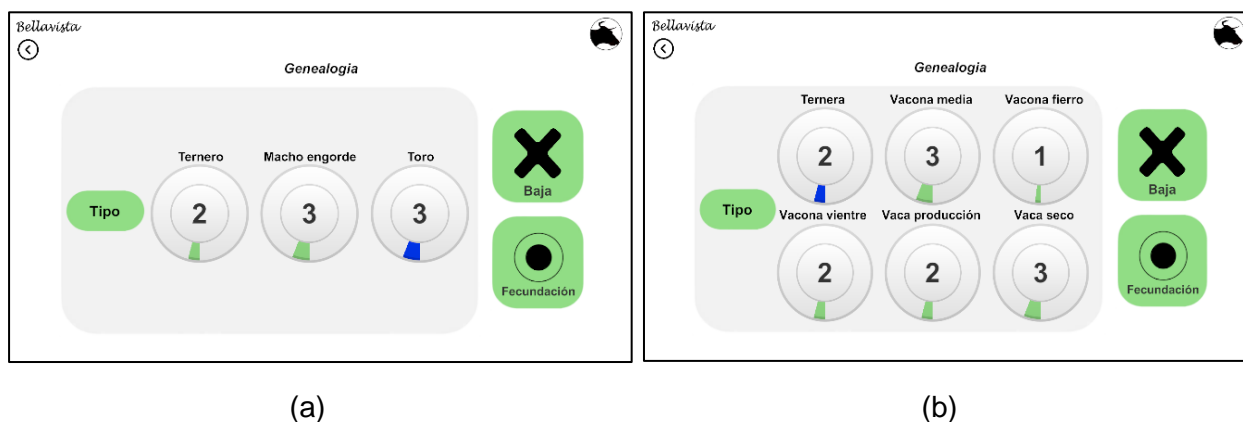 Bellavista
Genealogia
Ternero Macho engorde Toro
Tipo 2 3 3
Baja
Fecundación
(a)
Bellavista
Genealogia
Ternera Vacona media Vacona fierro
2 3 1
Baja
Tipo
Vacona vientre Vaca producción Vaca seco
2 2 3
Fecundación
(b)